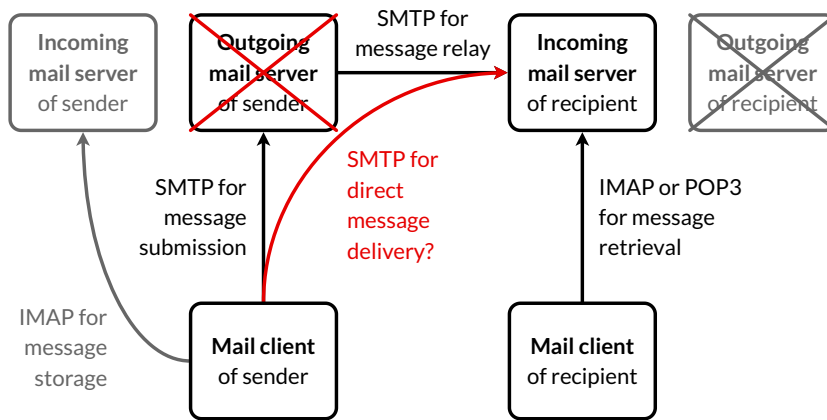 Incoming
mail server
of sender
Outgoing
mail server
of sender
SMTP for
message relay
Incoming
mail server
of recipient
Outgoing
mail server
of recipient
SMTP for
message
submission
SMTP for
direct
message
delivery?
IMAP or POP3
for message
retrieval
IMAP for
message
storage
Mail client
of sender
Mail client
of recipient